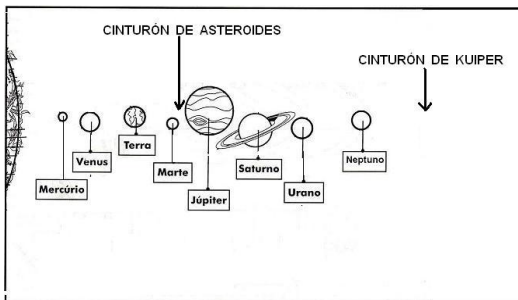 CINTURÓN DE ASTEROIDES
CINTURÓN DE KUIPER
Mercúrio
Venus
Terra
Marte
Júpiter
Saturno
Urano
Neptuno